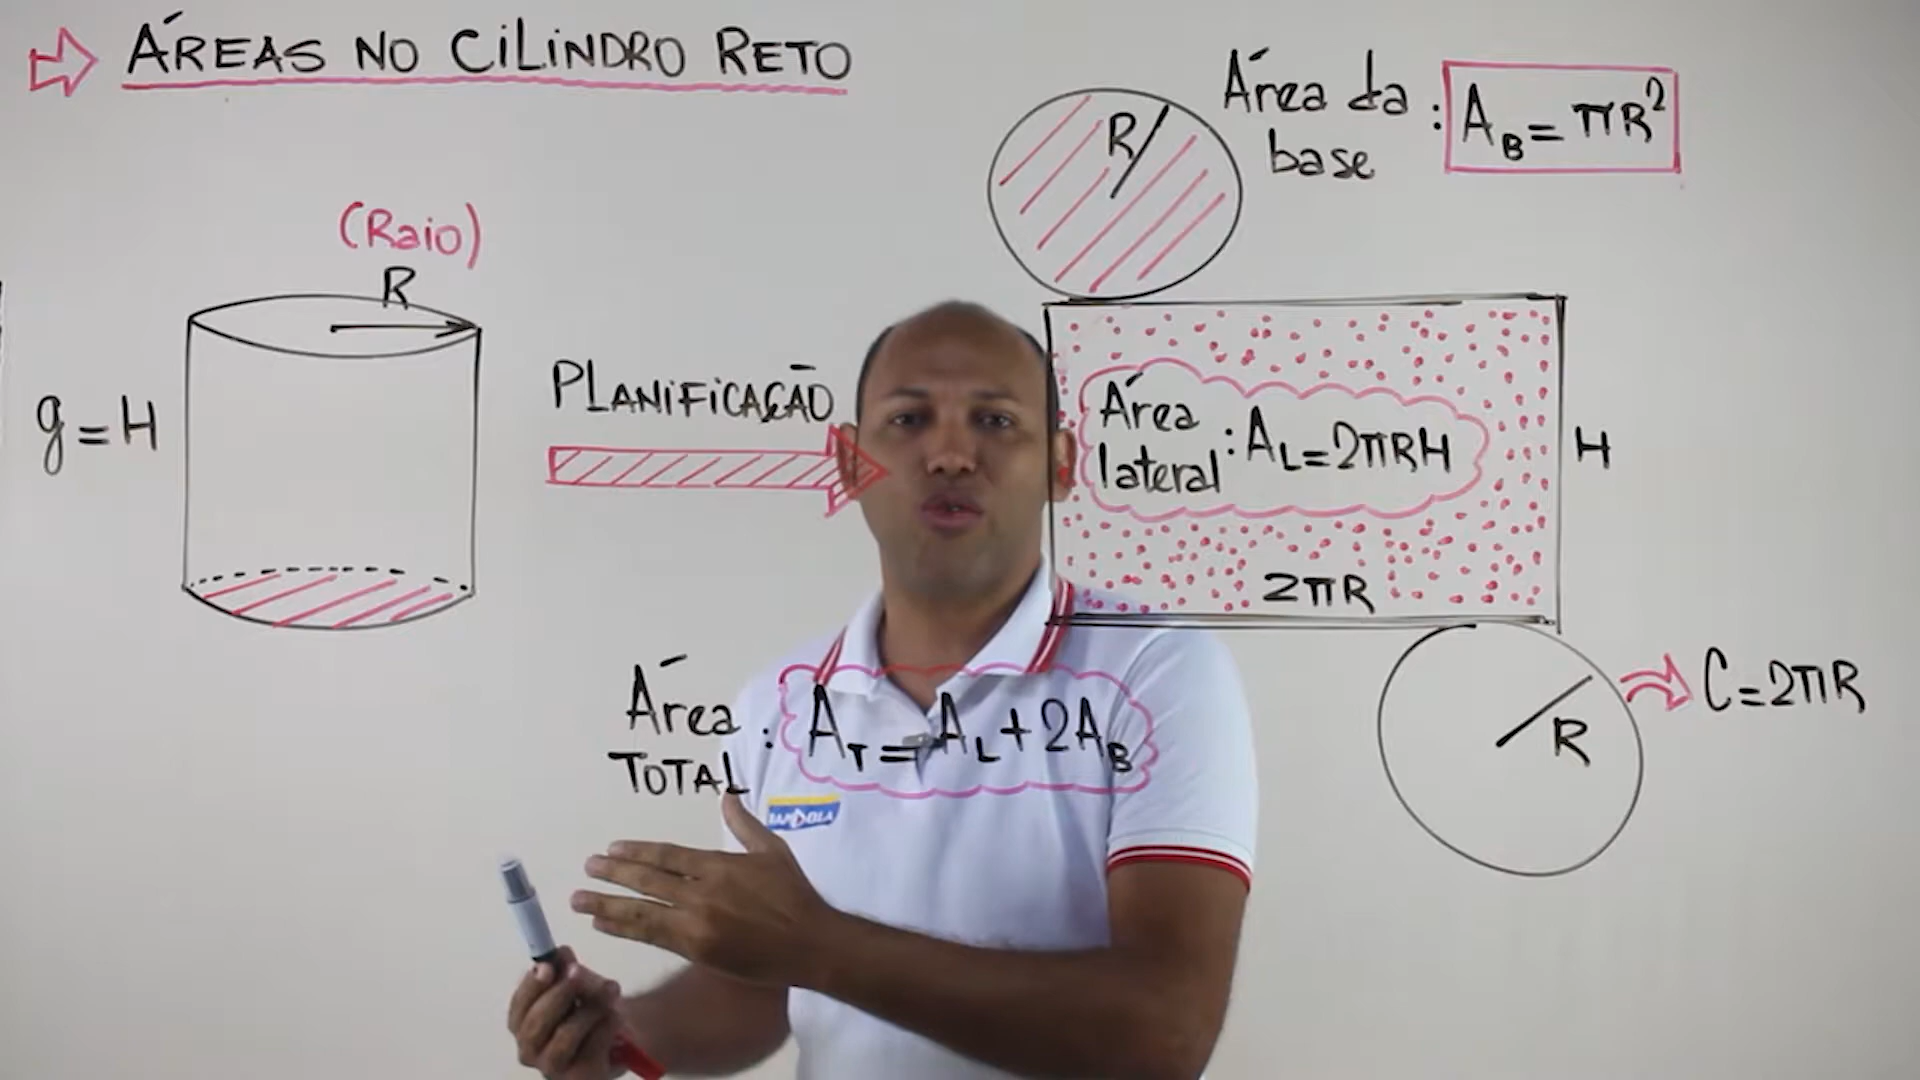 ÁREAS NO CILINDRO RETO
Área da base : A_B = πR²
R
(Raio)
R
g = H
PLANIFICAÇÃO
Área lateral : A_L = 2πRH
H
2πR
Área TOTAL : A_T = A_L + 2A_B
C = 2πR
R